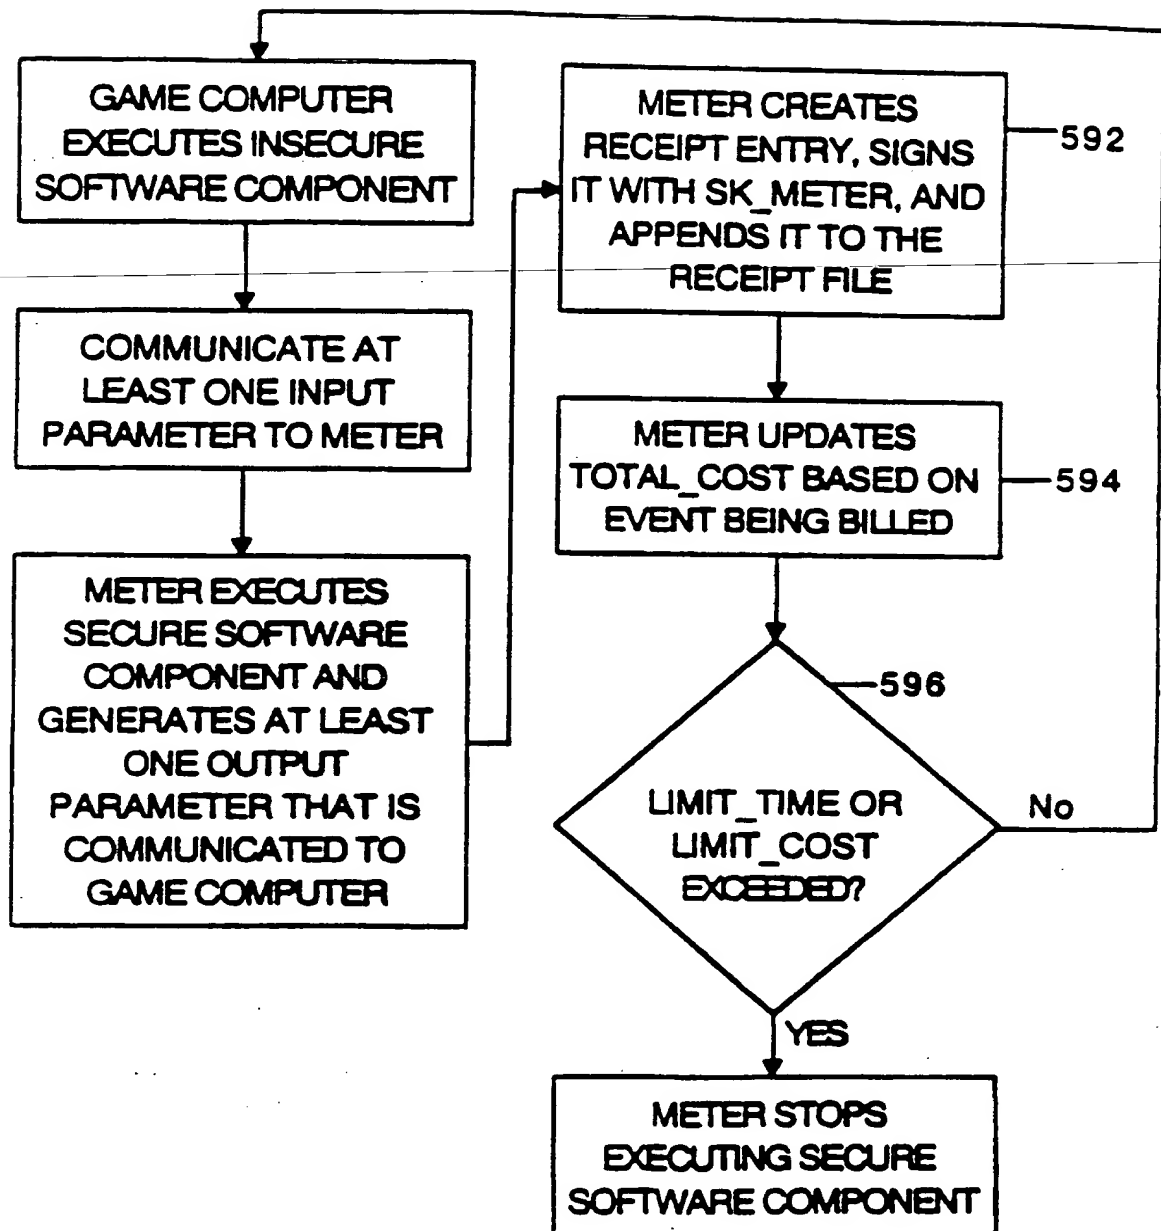 GAME COMPUTER
EXECUTES INSECURE
SOFTWARE COMPONENT
COMMUNICATE AT
LEAST ONE INPUT
PARAMETER TO METER
METER EXECUTES
SECURE SOFTWARE
COMPONENT AND
GENERATES AT LEAST
ONE OUTPUT
PARAMETER THAT IS
COMMUNICATED TO
GAME COMPUTER
METER CREATES
RECEIPT ENTRY, SIGNS
IT WITH SK_METER, AND
APPENDS IT TO THE
RECEIPT FILE
592
METER UPDATES
TOTAL_COST BASED ON
EVENT BEING BILLED
594
596
LIMIT_TIME OR
LIMIT_COST
EXCEEDED?
No
YES
METER STOPS
EXECUTING SECURE
SOFTWARE COMPONENT